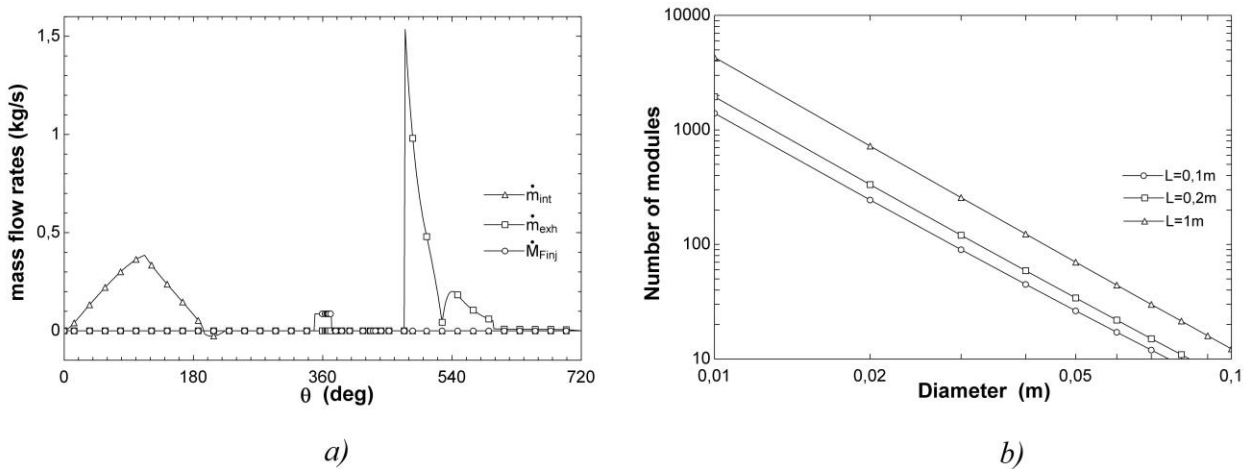 mass flow rates (kg/s)
1,5
1
0,5
0
0 180 360 540 720
θ (deg)
ṁint
ṁexh
ṀFinj
a)
Number of modules
10000
1000
100
10
0,01 0,02 0,05 0,1
Diameter (m)
L=0,1m
L=0,2m
L=1m
b)